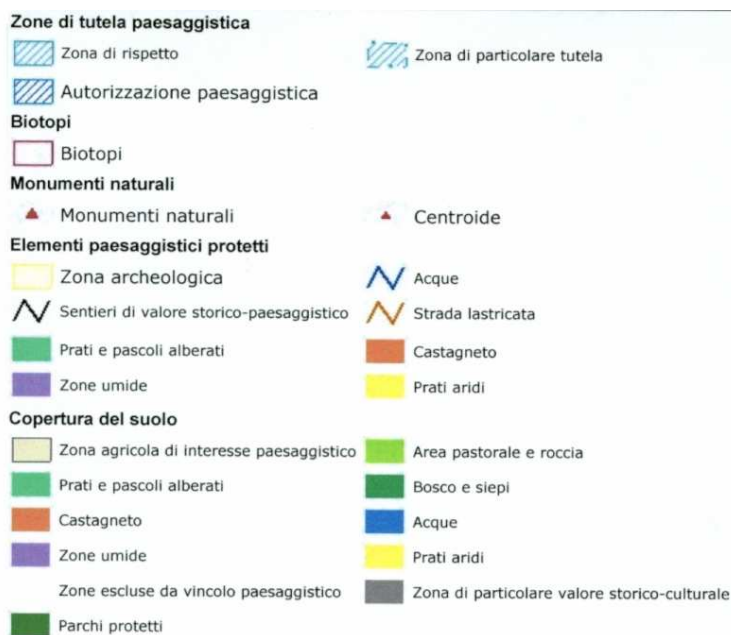 Zone di tutela paesaggistica
Zona di rispetto
Zona di particolare tutela
Autorizzazione paesaggistica
Biotopi
Biotopi
Monumenti naturali
Monumenti naturali
Centroide
Elementi paesaggistici protetti
Zona archeologica
Acque
Sentieri di valore storico-paesaggistico
Strada lastricata
Prati e pascoli alberati
Castagneto
Zone umide
Prati aridi
Copertura del suolo
Zona agricola di interesse paesaggistico
Area pastorale e roccia
Prati e pascoli alberati
Bosco e siepi
Castagneto
Acque
Zone umide
Prati aridi
Zone escluse da vincolo paesaggistico
Zona di particolare valore storico-culturale
Parchi protetti